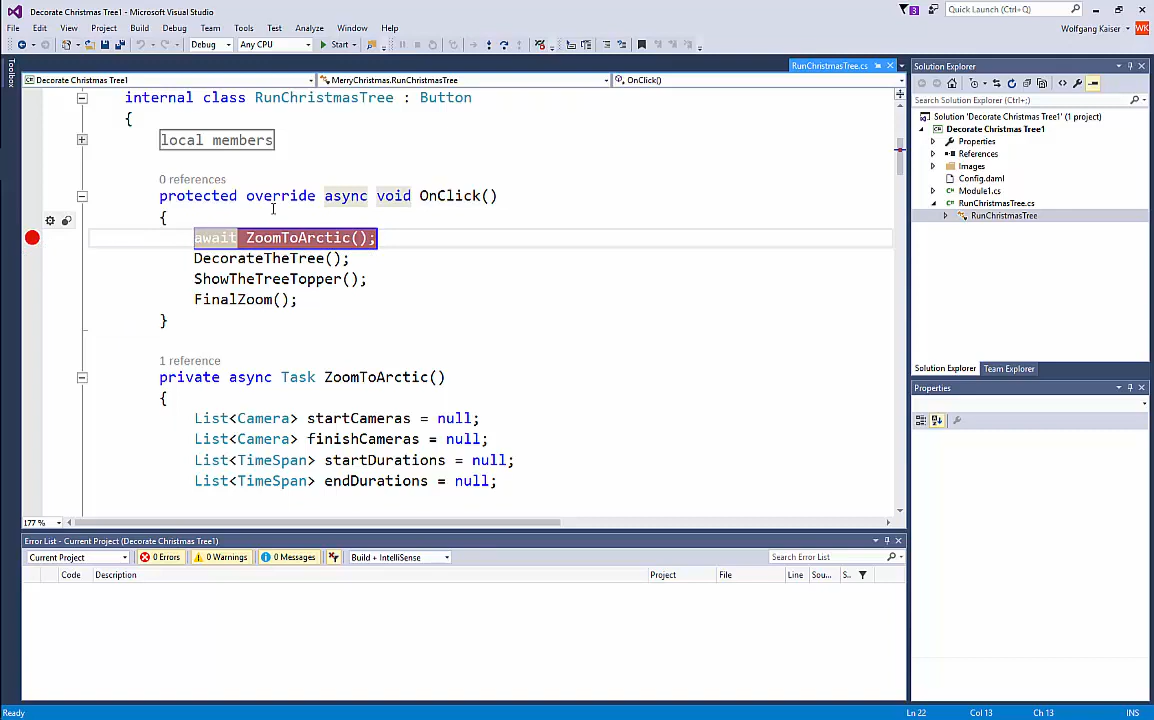 Decorate Christmas Tree1 - Microsoft Visual Studio
3
Quick Launch (Ctrl+Q)
File Edit View Project Build Debug Team Tools Test Analyze Window Help
Wolfgang Kaiser WK
Debug Any CPU Start
Toolbox
RunChristmasTree.cs
Decorate Christmas Tree1 MerryChristmas.RunChristmasTree OnClick()
internal class RunChristmasTree : Button
{
local members
0 references
protected override async void OnClick()
{
await ZoomToArctic();
DecorateTheTree();
ShowTheTreeTopper();
FinalZoom();
}
1 reference
private async Task ZoomToArctic()
{
List<Camera> startCameras = null;
List<Camera> finishCameras = null;
List<TimeSpan> startDurations = null;
List<TimeSpan> endDurations = null;
177 %
Solution Explorer
Search Solution Explorer (Ctrl+;)
Solution 'Decorate Christmas Tree1' (1 project)
Decorate Christmas Tree1
Properties
References
Images
Config.daml
Module1.cs
RunChristmasTree.cs
RunChristmasTree
Solution Explorer Team Explorer
Properties
Error List - Current Project (Decorate Christmas Tree1)
Current Project 0 Errors 0 Warnings 0 Messages Build + IntelliSense Search Error List
Code Description Project File Line Sou... S..
Ready Ln 22 Col 13 Ch 13 INS